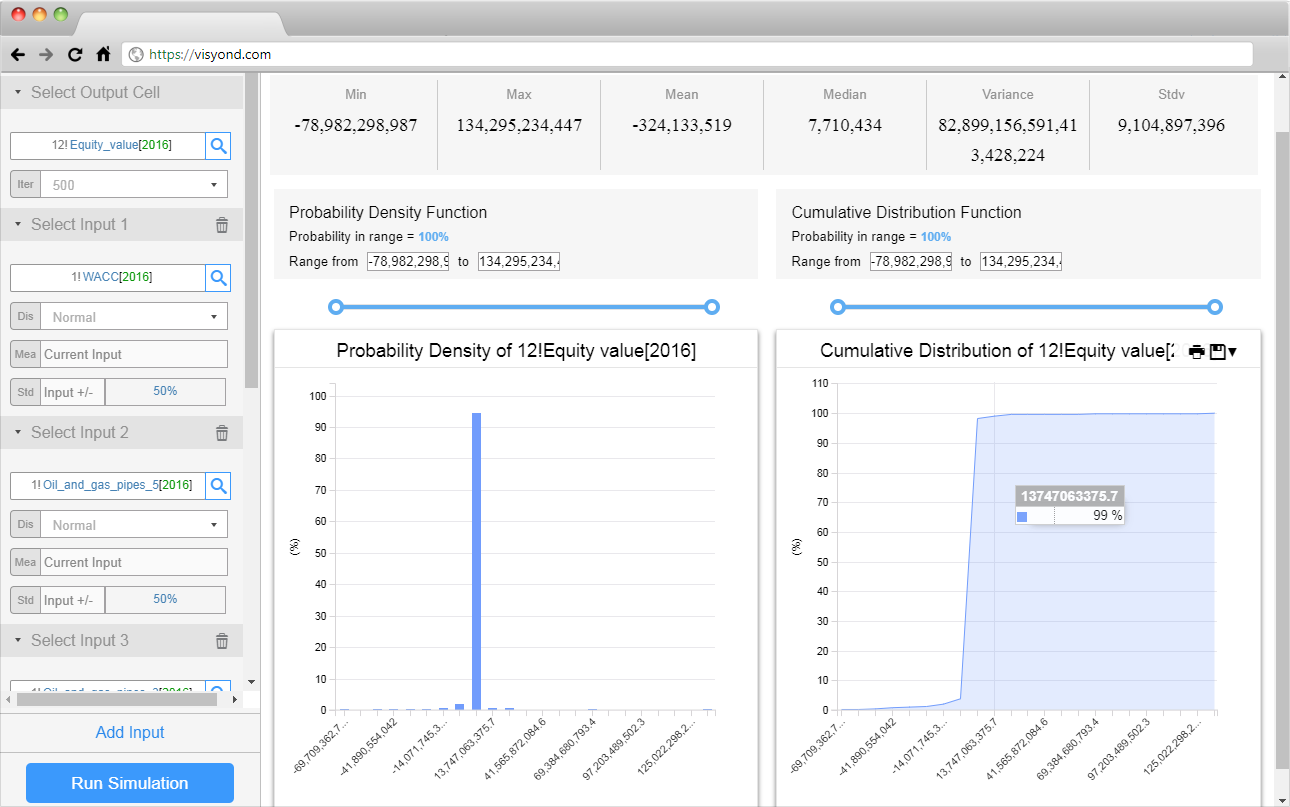 https://visyond.com
Select Output Cell
12! Equity_value[2016]
Iter 500
Select Input 1
1! WACC[2016]
Dis Normal
Mea Current Input
Std Input +/- 50%
Select Input 2
1! Oil_and_gas_pipes_5[2016]
Dis Normal
Mea Current Input
Std Input +/- 50%
Select Input 3
Add Input
Run Simulation
Min Max Mean Median Variance Stdv
-78,982,298,987 134,295,234,447 -324,133,519 7,710,434 82,899,156,591,41 9,104,897,396
3,428,224
Probability Density Function
Probability in range = 100%
Range from -78,982,298,9 to 134,295,234,4
Probability Density of 12!Equity value[2016]
(%)
100
90
80
70
60
50
40
30
20
10
0
-69,709,362,7... -41,890,554,042 -14,071,745,3... 13,747,063,375.7 41,565,872,084.6 69,384,680,793.4 97,203,489,502.3 125,022,298,2...
Cumulative Distribution Function
Probability in range = 100%
Range from -78,982,298,9 to 134,295,234,4
Cumulative Distribution of 12!Equity value[2
(%)
110
100
90
80
70
60
50
40
30
20
10
0
13747063375.7
99 %
-69,709,362,7... -41,890,554,042 -14,071,745,3... 13,747,063,375.7 41,565,872,084.6 69,384,680,793.4 97,203,489,502.3 125,022,298,2...